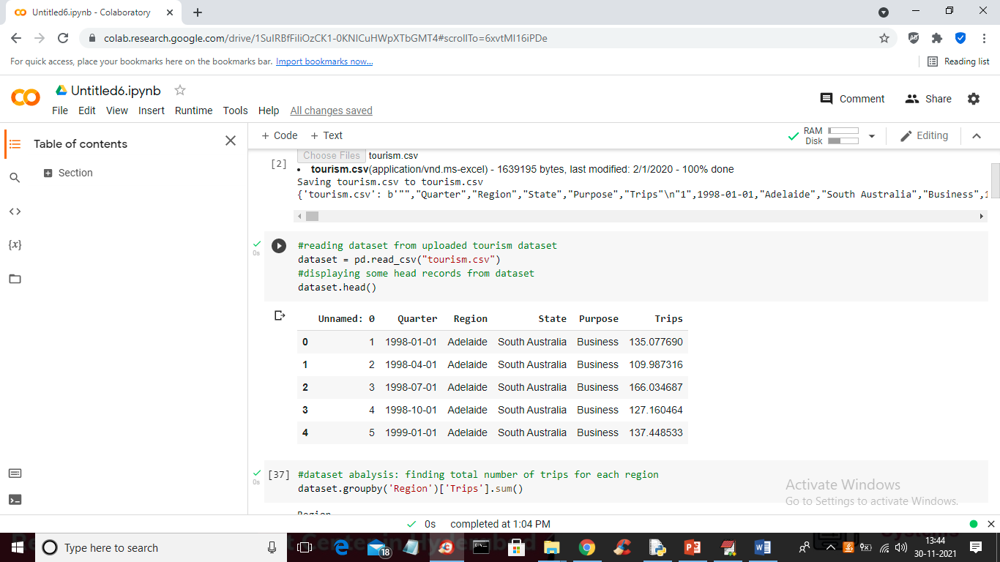 Untitled6.ipynb - Colaboratory
colab.research.google.com/drive/1SuIRBfFiIiOzCK1-0KNICuHWpXTbGMT4#scrollTo=6xvtMI16iPDe
For quick access, place your bookmarks here on the bookmarks bar. Import bookmarks now...
Reading list
Untitled6.ipynb
Comment Share
File Edit View Insert Runtime Tools Help All changes saved
Table of contents
+ Code + Text
RAM
Disk
Editing
Section
Choose Files tourism.csv
[2]
• tourism.csv(application/vnd.ms-excel) - 1639195 bytes, last modified: 2/1/2020 - 100% done
Saving tourism.csv to tourism.csv
{'tourism.csv': b'"","Quarter","Region","State","Purpose","Trips"\n"1",1998-01-01,"Adelaide","South Australia","Business",1
{x}
0s
#reading dataset from uploaded tourism dataset
dataset = pd.read_csv("tourism.csv")
#displaying some head records from dataset
dataset.head()
Unnamed: 0 Quarter Region State Purpose Trips
0 1 1998-01-01 Adelaide South Australia Business 135.077690
1 2 1998-04-01 Adelaide South Australia Business 109.987316
2 3 1998-07-01 Adelaide South Australia Business 166.034687
3 4 1998-10-01 Adelaide South Australia Business 127.160464
4 5 1999-01-01 Adelaide South Australia Business 137.448533
0s
[37] #dataset abalysis: finding total number of trips for each region
dataset.groupby('Region')['Trips'].sum()
Activate Windows
Go to Settings to activate Windows.
Region
0s completed at 1:04 PM
Type here to search
18
13:44
30-11-2021